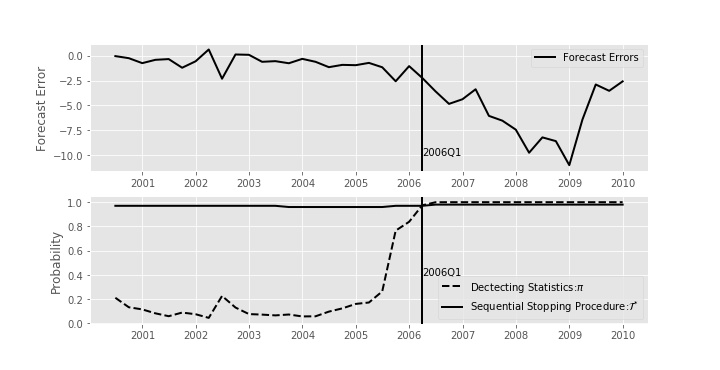 Forecast Error
0.0
−2.5
−5.0
−7.5
−10.0
Forecast Errors
2006Q1
2001 2002 2003 2004 2005 2006 2007 2008 2009 2010
Probability
1.0
0.8
0.6
0.4
0.2
0.0
2006Q1
Dectecting Statistics:π
Sequential Stopping Procedure:𝒯*
2001 2002 2003 2004 2005 2006 2007 2008 2009 2010